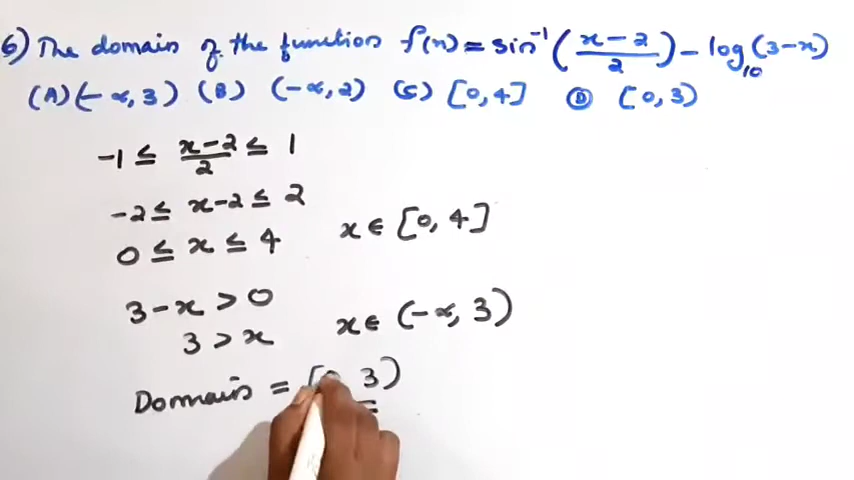 6) The domain of the function f(x) = sin⁻¹ ((x-2)/2) - log₁₀ (3-x)
(A) (-∞, 3) (B) (-∞, 2) (C) [0, 4] (D) [0, 3)
-1 ≤ (x-2)/2 ≤ 1
-2 ≤ x-2 ≤ 2
0 ≤ x ≤ 4 x ∈ [0, 4]
3-x > 0
3 > x x ∈ (-∞, 3)
Domain = [0, 3)